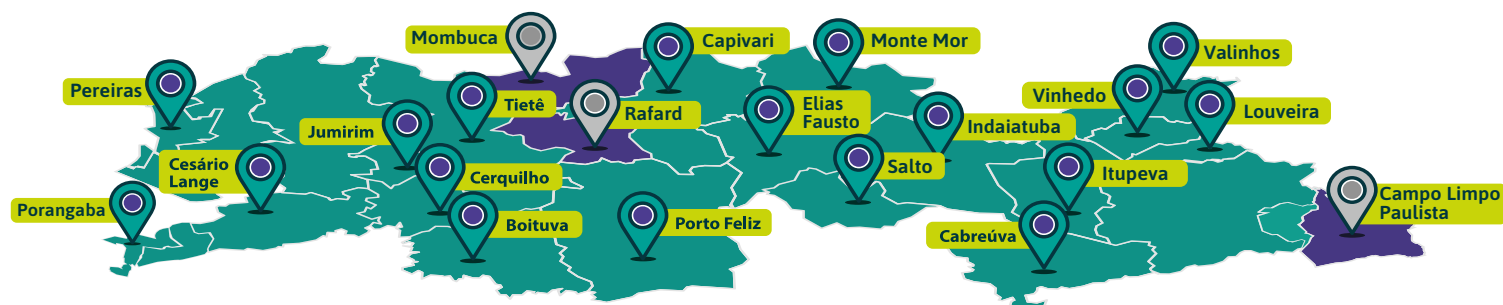 Mombuca
Capivari
Monte Mor
Valinhos
Pereiras
Tietê
Rafard
Elias
Fausto
Vinhedo
Louveira
Jumirim
Indaiatuba
Cesário
Lange
Cerquilho
Salto
Itupeva
Campo Limpo
Paulista
Porangaba
Boituva
Porto Feliz
Cabreúva